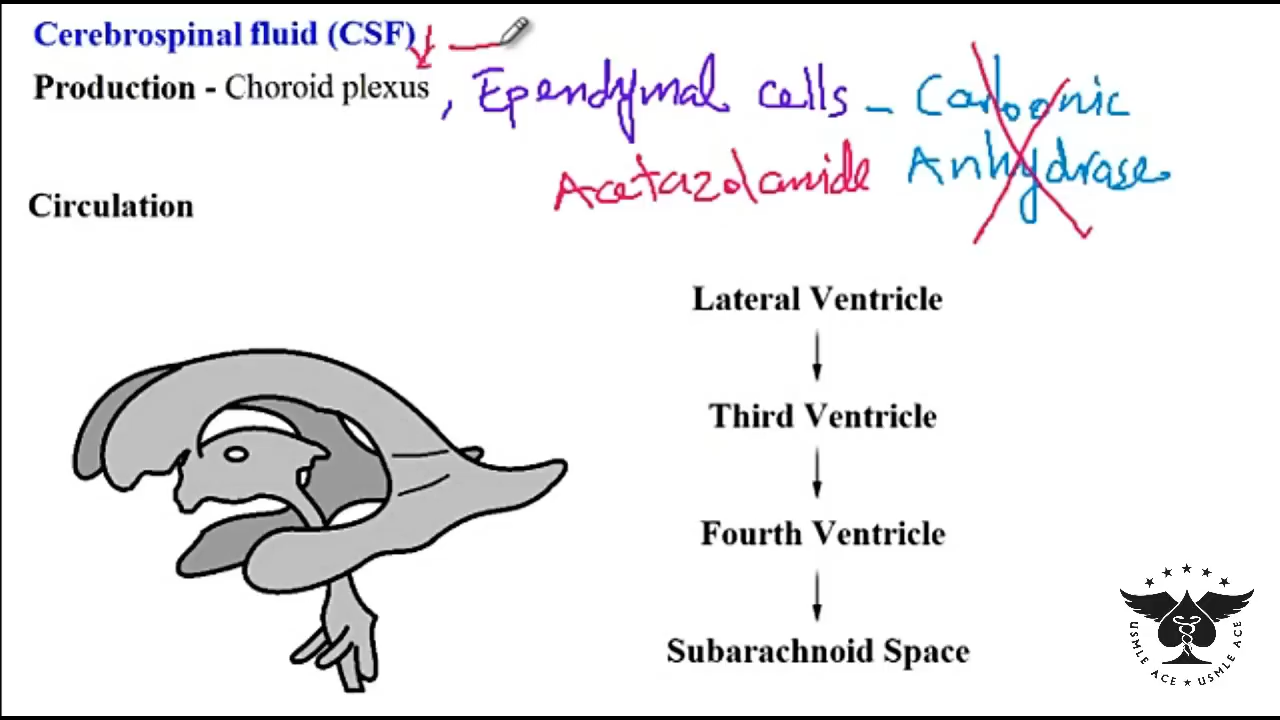 Cerebrospinal fluid (CSF)
Production - Choroid plexus, Ependymal cells - Carbonic
Acetazolamide Anhydrase
Circulation
Lateral Ventricle
Third Ventricle
Fourth Ventricle
Subarachnoid Space
USMLE ACE ★ USMLE ACE